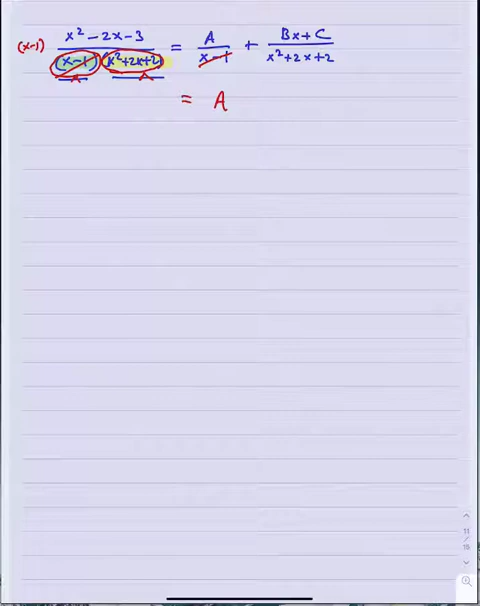 (x-1) x²-2x-3 / (x-1)(x²+2x+2) = A / x-1 + Bx+C / x²+2x+2
= A
11
/
19